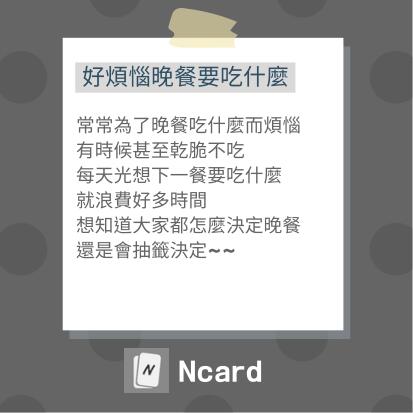 好煩惱晚餐要吃什麼
常常為了晚餐吃什麼而煩惱
有時候甚至乾脆不吃
每天光想下一餐要吃什麼
就浪費好多時間
想知道大家都怎麼決定晚餐
還是會抽籤決定~~
N
Ncard